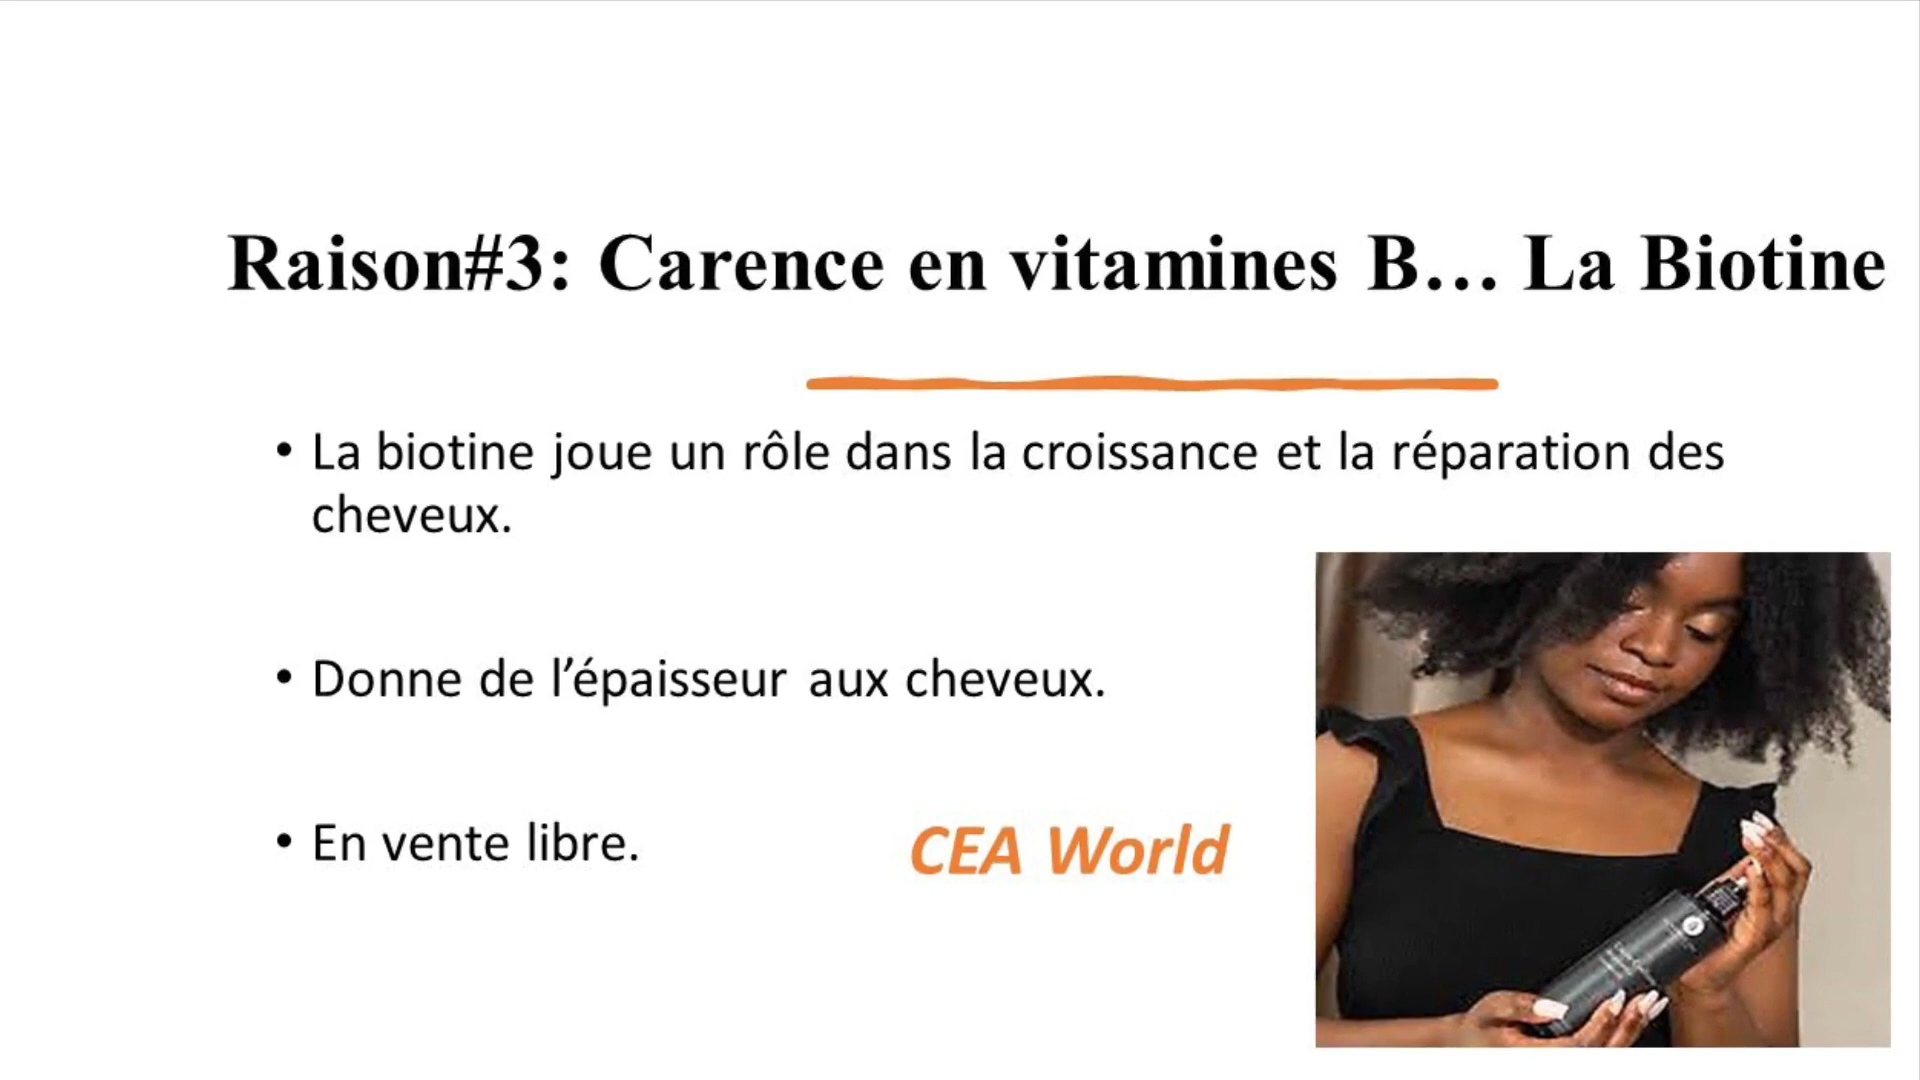 Raison#3: Carence en vitamines B… La Biotine
• La biotine joue un rôle dans la croissance et la réparation des
cheveux.
• Donne de l’épaisseur aux cheveux.
• En vente libre.
CEA World